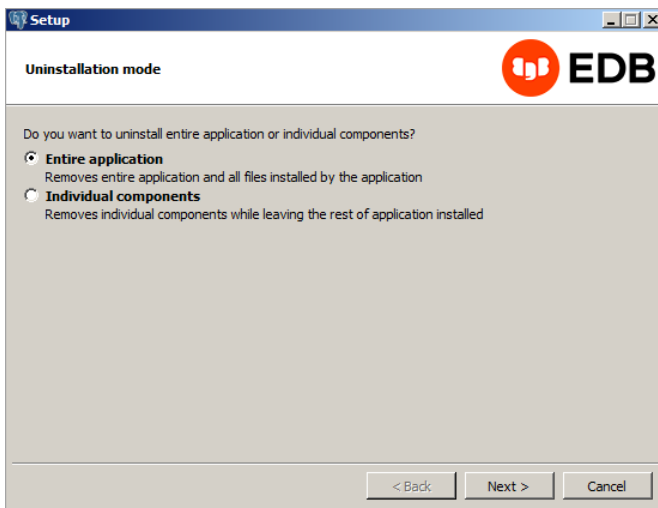 Setup
Uninstallation mode
EDB
Do you want to uninstall entire application or individual components?
Entire application
Removes entire application and all files installed by the application
Individual components
Removes individual components while leaving the rest of application installed
< Back
Next >
Cancel